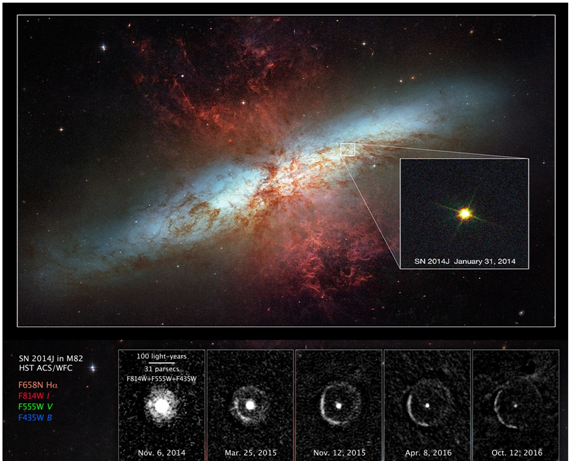 SN 2014J January 31, 2014
SN 2014J in M82
HST ACS/WFC
F658N Hα
F814W I
F555W V
F435W B
100 light-years
31 parsecs
F814W+F555W+F435W
Nov. 6, 2014
Mar. 25, 2015
Nov. 12, 2015
Apr. 8, 2016
Oct. 12, 2016